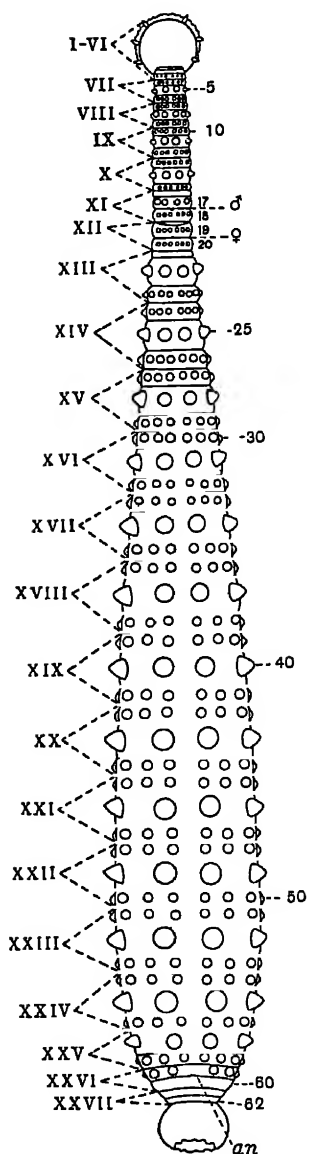 I-VI
VII
5
VIII
10
IX
X
XI
17
♂
18
XII
19
♀
20
XIII
XIV
25
XV
30
XVI
XVII
XVIII
XIX
40
XX
XXI
XXII
50
XXIII
XXIV
XXV
XXVI
60
XXVII
62
an